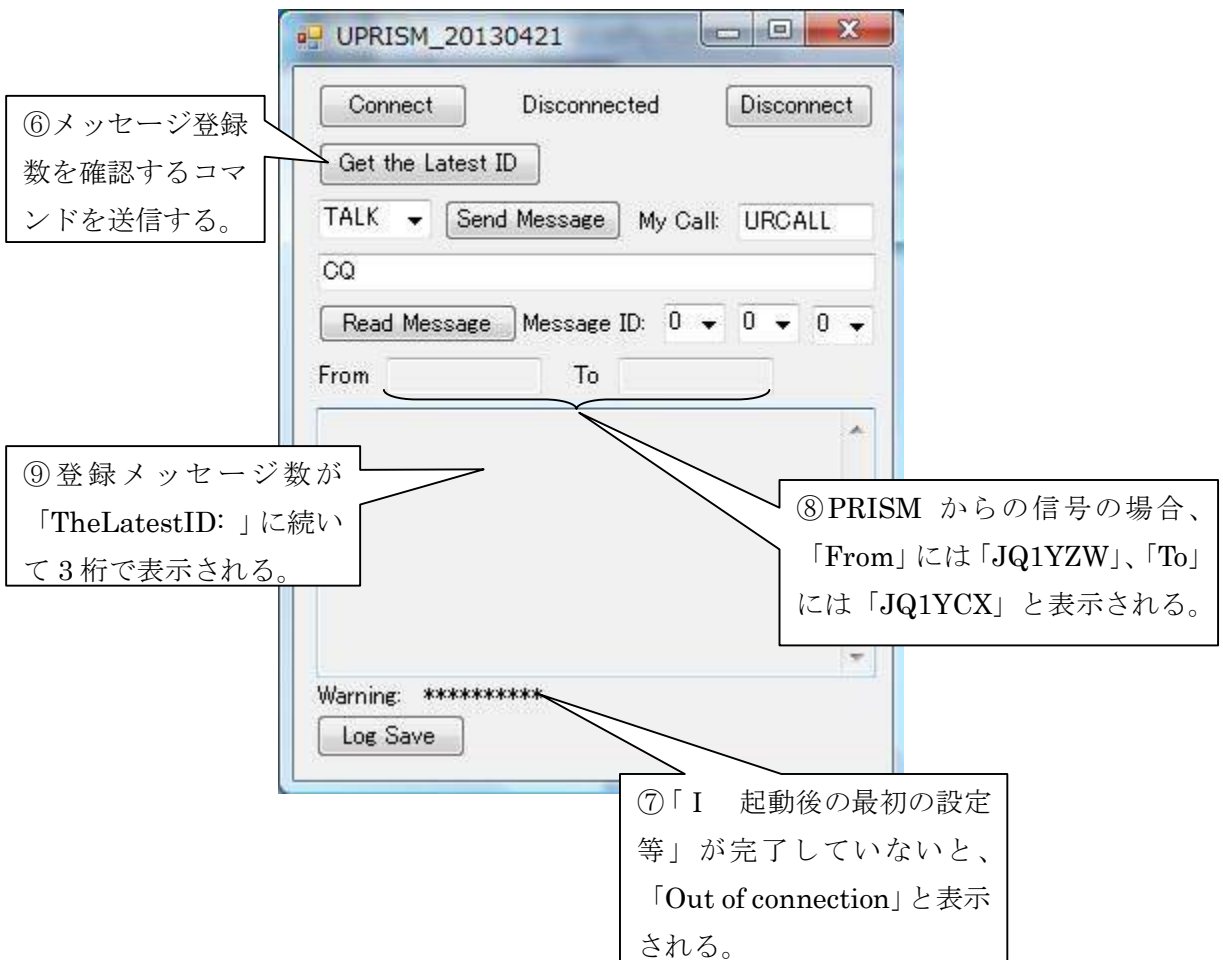 UPRISM_20130421
Connect Disconnected Disconnect
⑥メッセージ登録
数を確認するコマ
ンドを送信する。
Get the Latest ID
TALK Send Message My Call: URCALL
CQ
Read Message Message ID: 0 0 0
From To
⑨登録メッセージ数が
「TheLatestID: 」に続い
て3桁で表示される。
⑧PRISM からの信号の場合、
「From」には「JQ1YZW」、「To」
には「JQ1YCX」と表示される。
Warning: **********
Log Save
⑦「Ⅰ 起動後の最初の設定
等」が完了していないと、
「Out of connection」と表示
される。